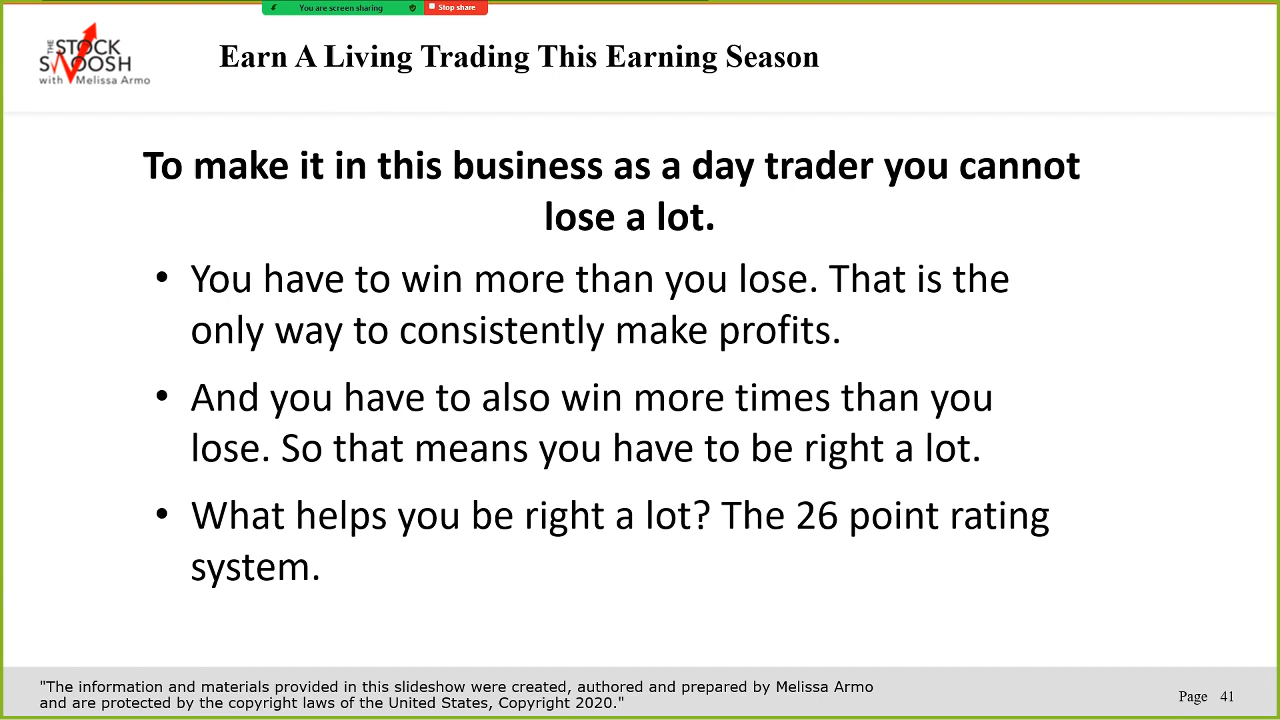 You are screen sharing
Stop share
THE
STOCK
SWOOSH
with Melissa Armo
Earn A Living Trading This Earning Season
To make it in this business as a day trader you cannot
lose a lot.
• You have to win more than you lose. That is the
only way to consistently make profits.
• And you have to also win more times than you
lose. So that means you have to be right a lot.
• What helps you be right a lot? The 26 point rating
system.
"The information and materials provided in this slideshow were created, authored and prepared by Melissa Armo
and are protected by the copyright laws of the United States, Copyright 2020."
Page 41